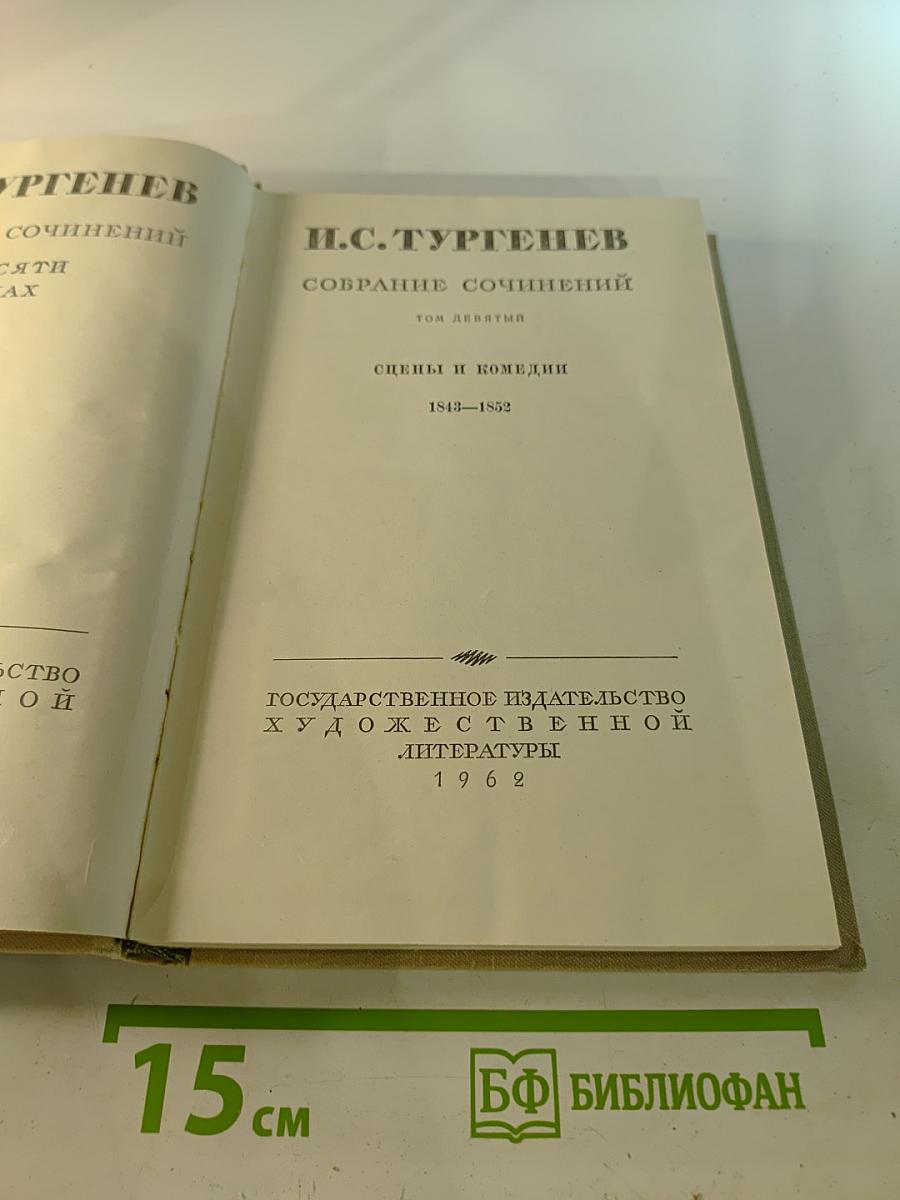 УРГЕНЕВ
СОЧИНЕНИЙ
СЯТИ
АХ
ЬСТВО
ОЙ
И.С.ТУРГЕНЕВ
СОБРАНИЕ СОЧИНЕНИЙ
ТОМ ДЕВЯТЫЙ
СЦЕНЫ И КОМЕДИИ
1843—1852
ГОСУДАРСТВЕННОЕ ИЗДАТЕЛЬСТВО
ХУДОЖЕСТВЕННОЙ
ЛИТЕРАТУРЫ
1962
15 см
БФ БИБЛИОФАН